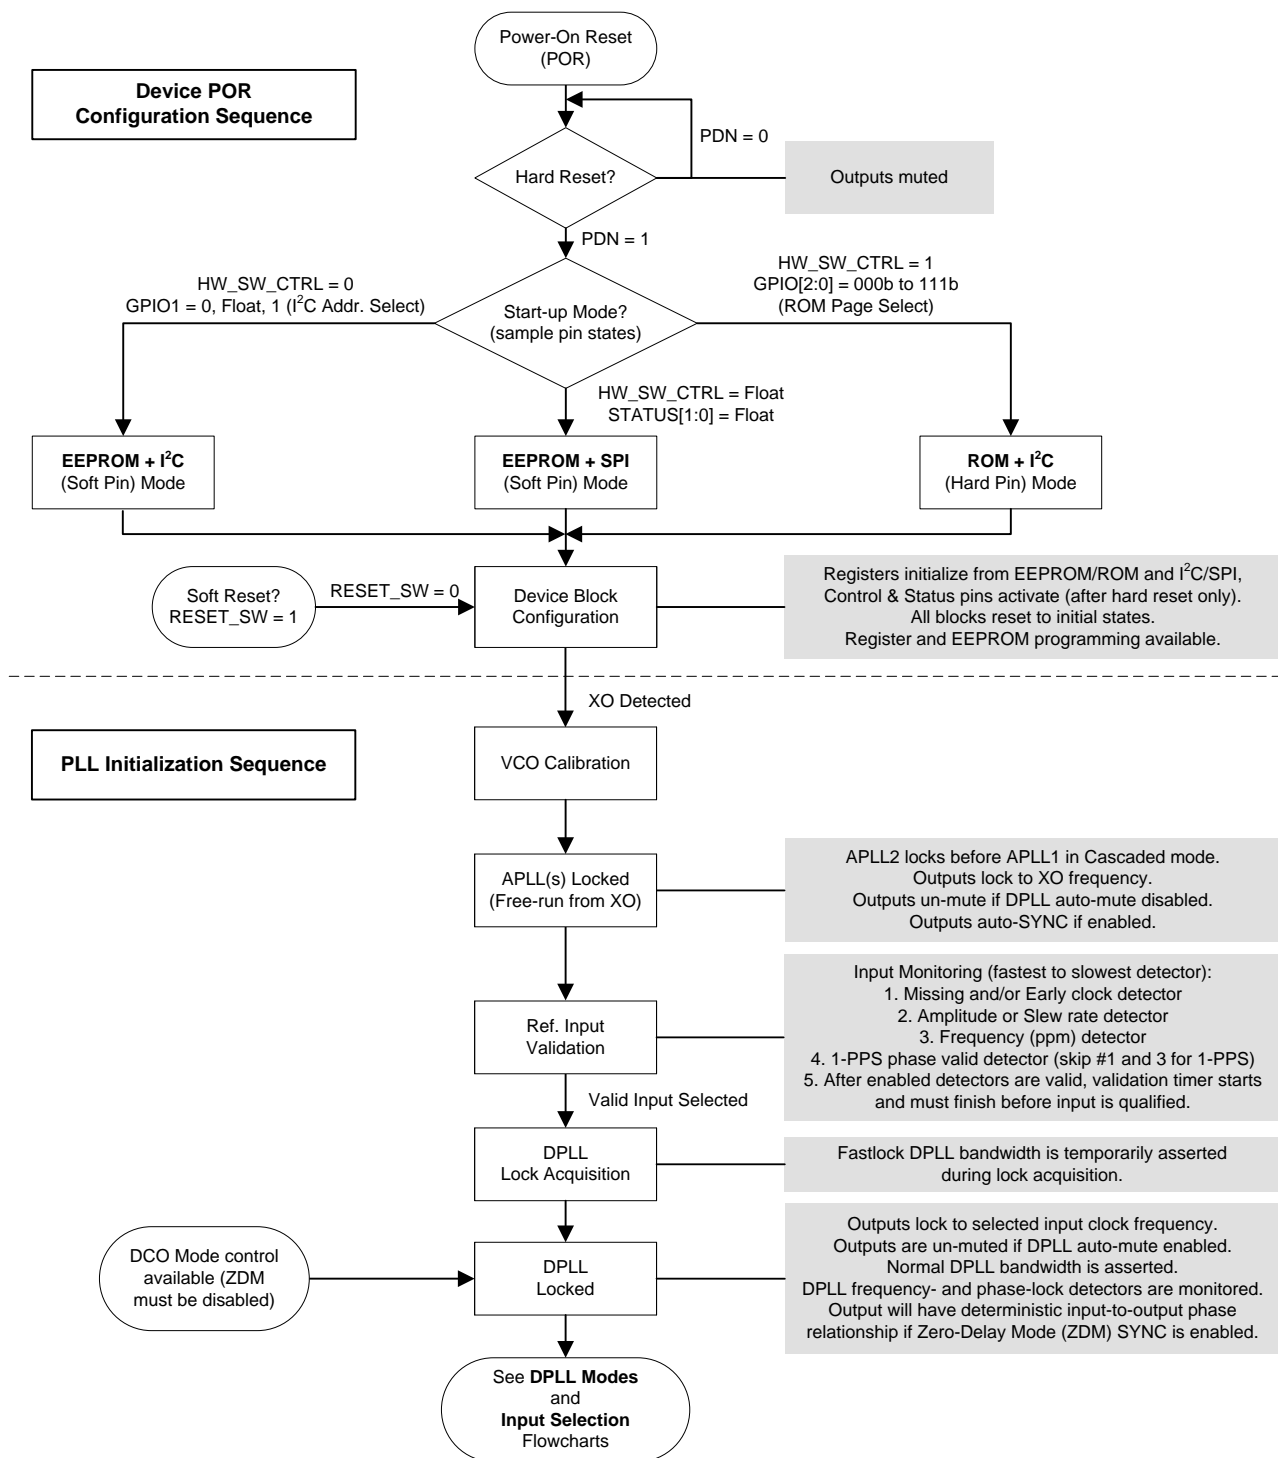 Power-On Reset
(POR)
Device POR
Configuration Sequence
PDN = 0
Hard Reset?
Outputs muted
PDN = 1
HW_SW_CTRL = 0
GPIO1 = 0, Float, 1 (I²C Addr. Select)
HW_SW_CTRL = 1
GPIO[2:0] = 000b to 111b
(ROM Page Select)
Start-up Mode?
(sample pin states)
HW_SW_CTRL = Float
STATUS[1:0] = Float
EEPROM + I²C
(Soft Pin) Mode
EEPROM + SPI
(Soft Pin) Mode
ROM + I²C
(Hard Pin) Mode
Soft Reset?
RESET_SW = 1
RESET_SW = 0
Device Block
Configuration
Registers initialize from EEPROM/ROM and I²C/SPI,
Control & Status pins activate (after hard reset only).
All blocks reset to initial states.
Register and EEPROM programming available.
XO Detected
PLL Initialization Sequence
VCO Calibration
APLL(s) Locked
(Free-run from XO)
APLL2 locks before APLL1 in Cascaded mode.
Outputs lock to XO frequency.
Outputs un-mute if DPLL auto-mute disabled.
Outputs auto-SYNC if enabled.
Ref. Input
Validation
Input Monitoring (fastest to slowest detector):
1. Missing and/or Early clock detector
2. Amplitude or Slew rate detector
3. Frequency (ppm) detector
4. 1-PPS phase valid detector (skip #1 and 3 for 1-PPS)
5. After enabled detectors are valid, validation timer starts
and must finish before input is qualified.
Valid Input Selected
DPLL
Lock Acquisition
Fastlock DPLL bandwidth is temporarily asserted
during lock acquisition.
DCO Mode control
available (ZDM
must be disabled)
DPLL
Locked
Outputs lock to selected input clock frequency.
Outputs are un-muted if DPLL auto-mute enabled.
Normal DPLL bandwidth is asserted.
DPLL frequency- and phase-lock detectors are monitored.
Output will have deterministic input-to-output phase
relationship if Zero-Delay Mode (ZDM) SYNC is enabled.
See DPLL Modes
and
Input Selection
Flowcharts